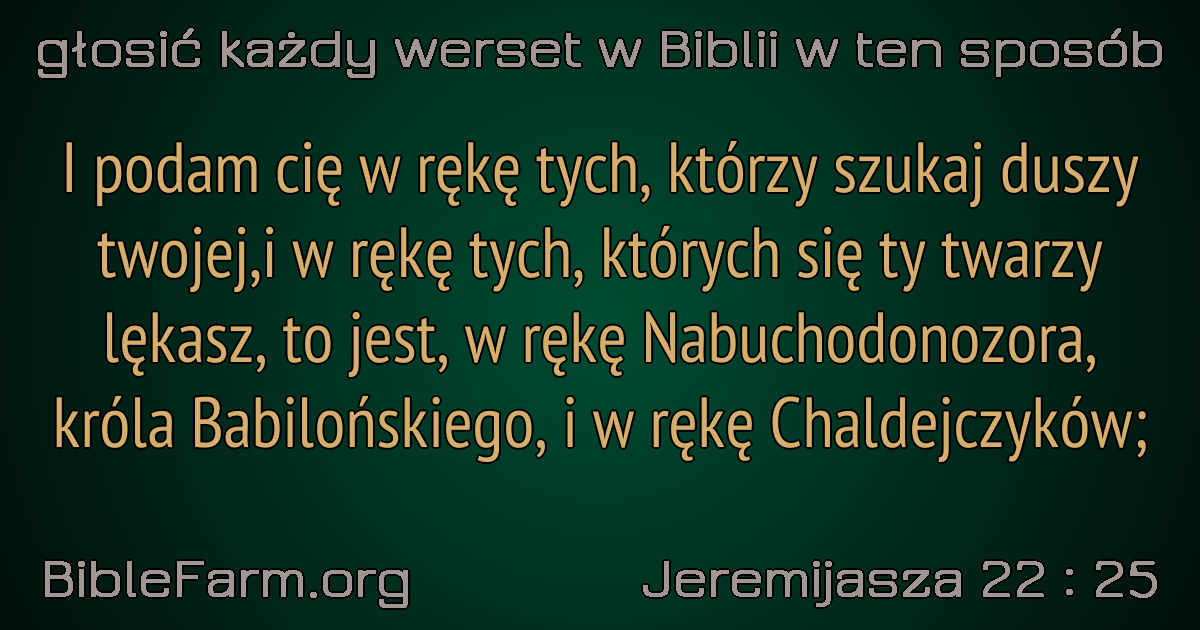 głosić każdy werset w Biblii w ten sposób
I podam cię w rękę tych, którzy szukaj duszy
twojej,i w rękę tych, których się ty twarzy
lękasz, to jest, w rękę Nabuchodonozora,
króla Babilońskiego, i w rękę Chaldejczyków;
BibleFarm.org
Jeremijasza 22 : 25